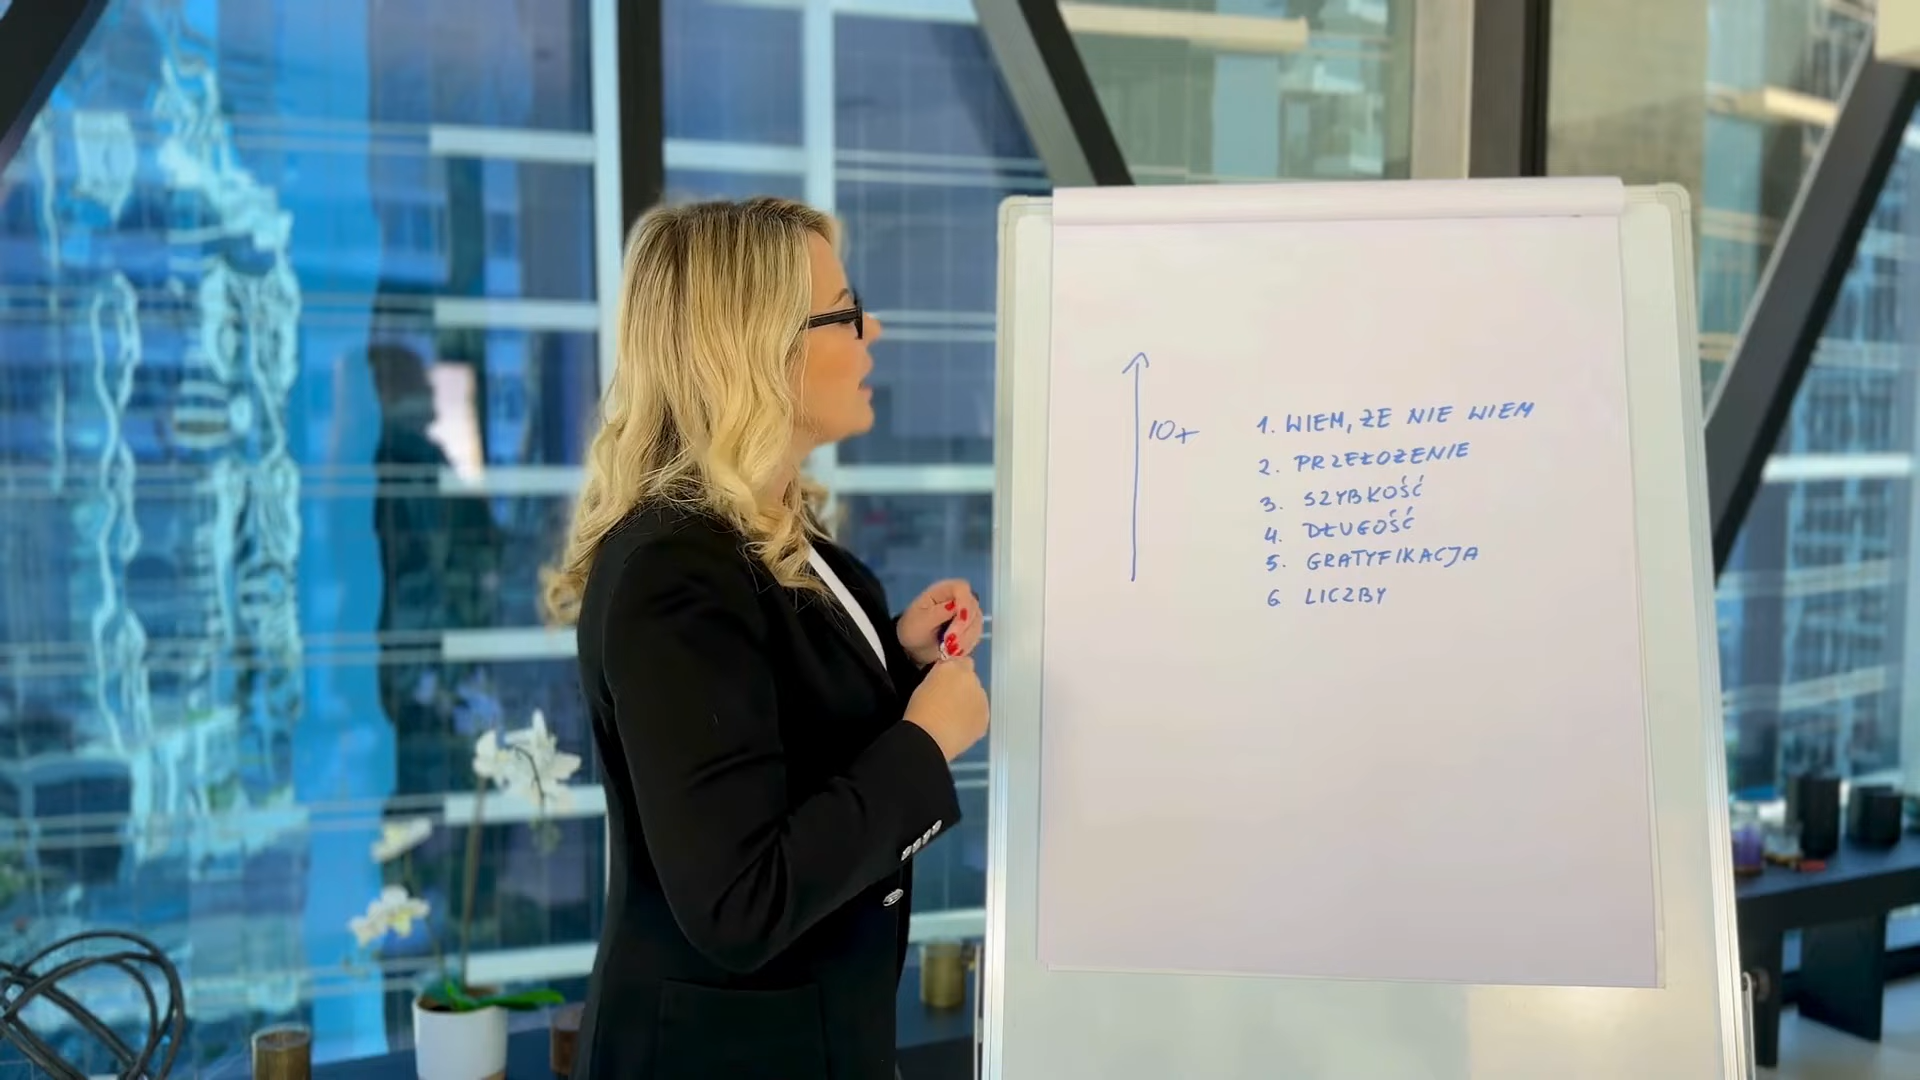 10+
1. WIEM, ŻE NIE WIEM
2. PRZEŁOŻENIE
3. SZYBKOŚĆ
4. DŁUGOŚĆ
5. GRATYFIKACJA
6 LICZBY